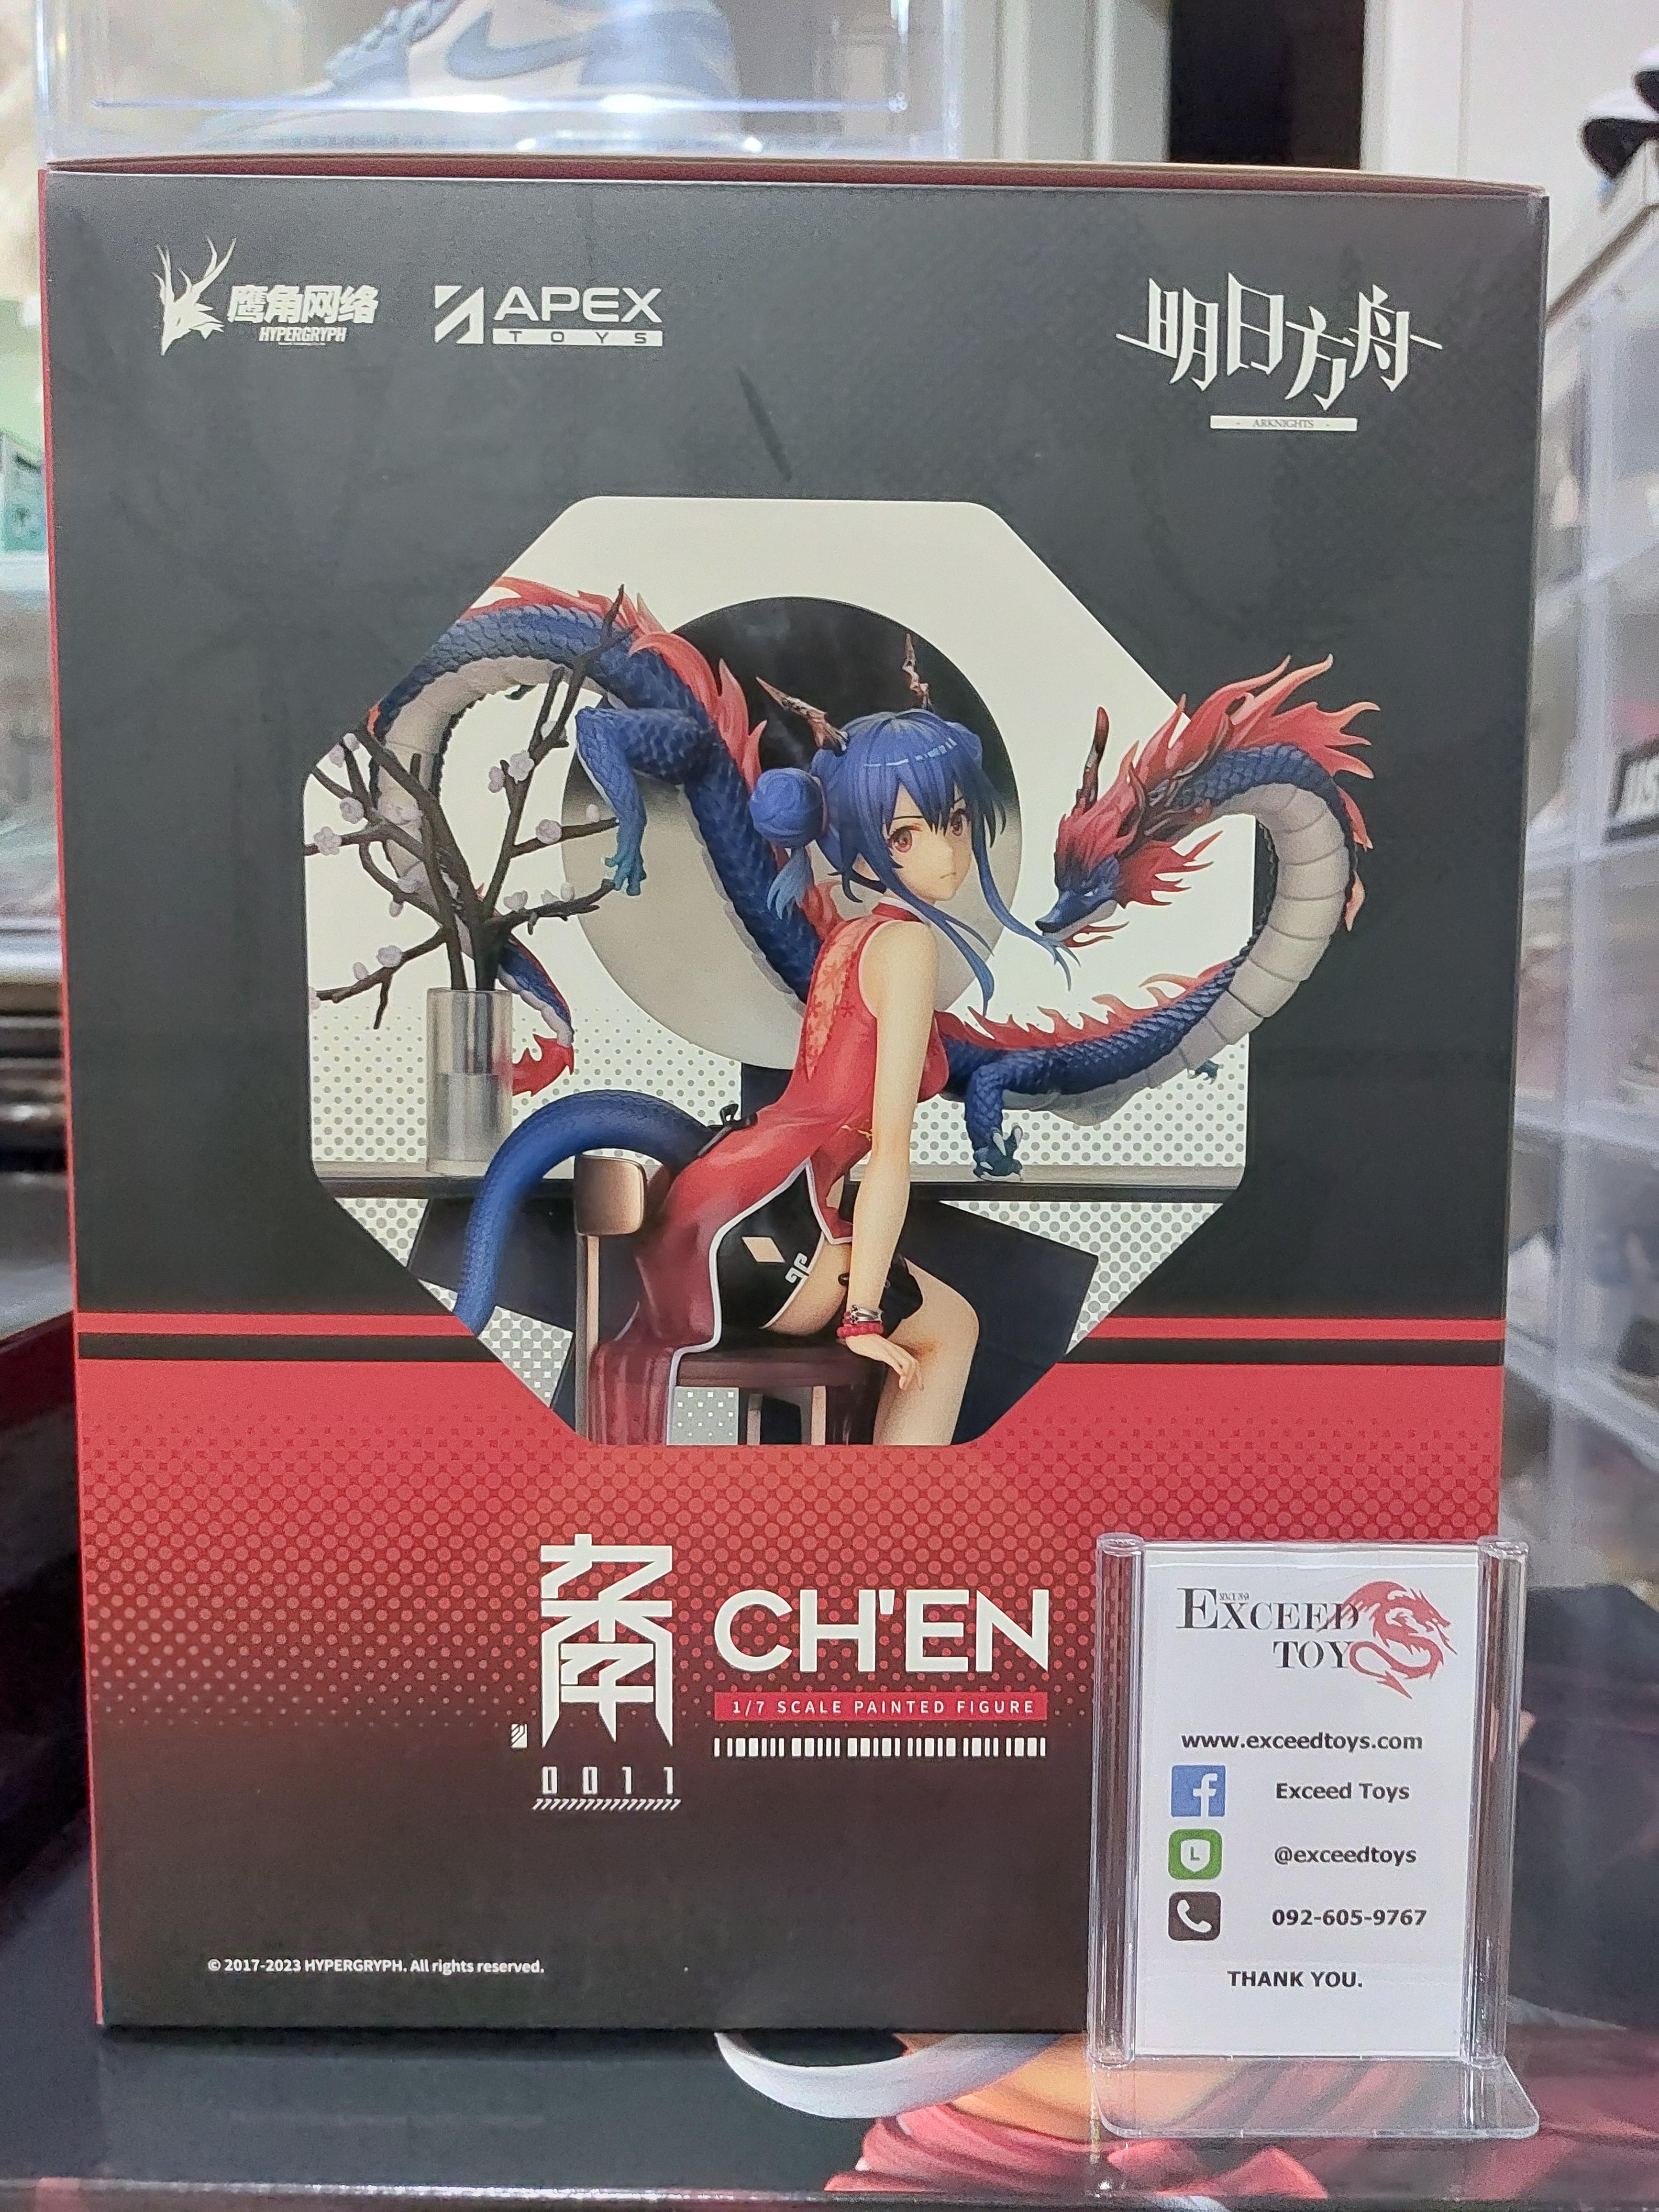 鹰角网络
HYPERGRYPH
APEX
TOYS
明日方舟
ARKNIGHTS
CH'EN
1/7 SCALE PAINTED FIGURE
0011
© 2017-2023 HYPERGRYPH. All rights reserved.
EXCEED
TOY
www.exceedtoys.com
Exceed Toys
L
@exceedtoys
092-605-9767
THANK YOU.